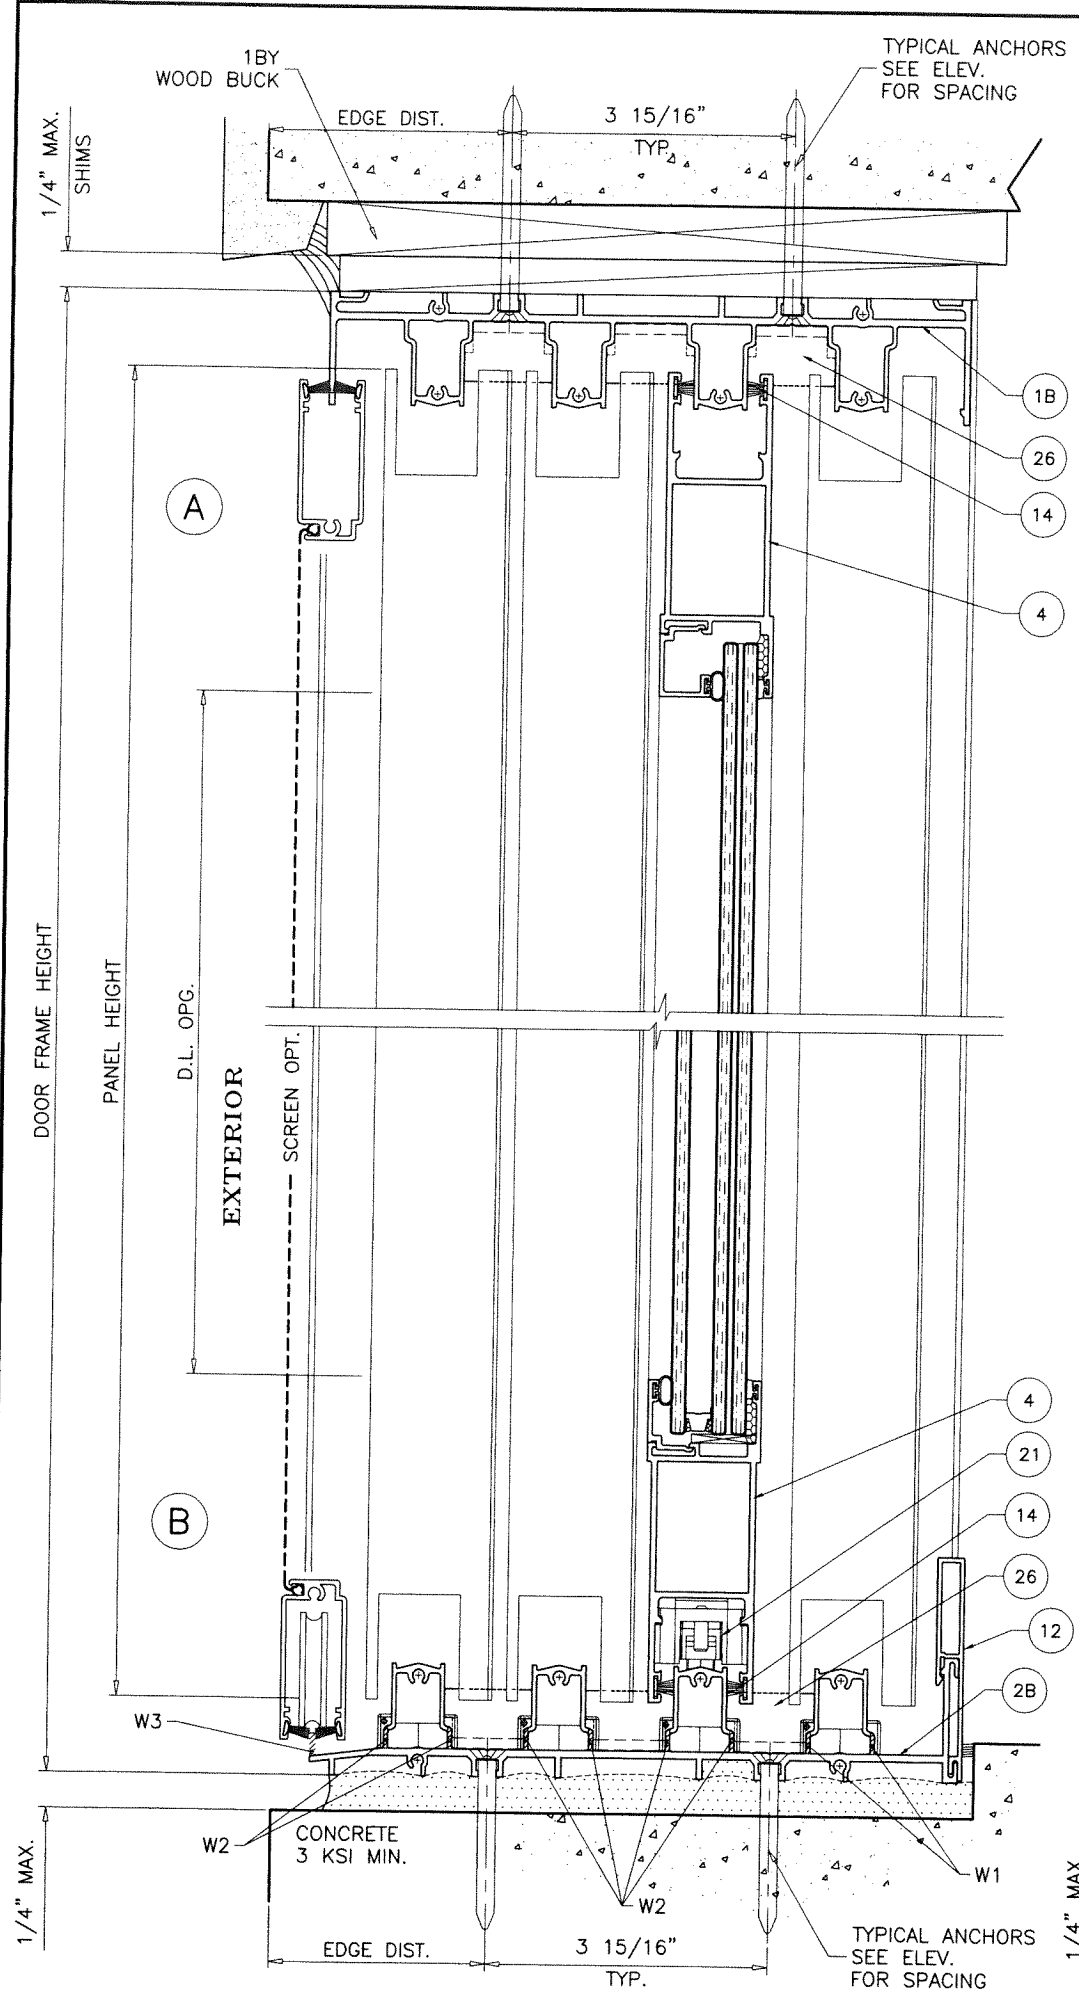 1BY
WOOD BUCK
TYPICAL ANCHORS
SEE ELEV.
FOR SPACING
EDGE DIST.
3 15/16"
TYP.
1/4" MAX.
SHIMS
1B
26
14
A
4
DOOR FRAME HEIGHT
PANEL HEIGHT
D.L. OPG.
EXTERIOR
SCREEN OPT.
4
21
14
B
26
12
2B
W3
W2
CONCRETE
3 KSI MIN.
W2
W1
1/4" MAX.
EDGE DIST.
3 15/16"
TYP.
TYPICAL ANCHORS
SEE ELEV.
FOR SPACING
1/4" MAX